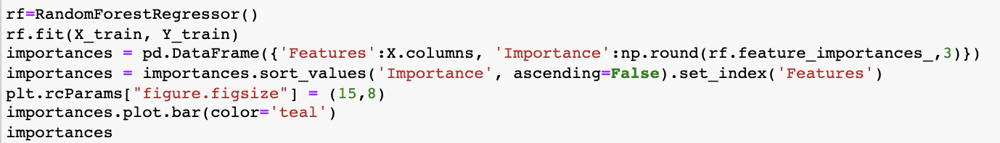 rf=RandomForestRegressor()
rf.fit(X_train, Y_train)
importances = pd.DataFrame({'Features':X.columns, 'Importance':np.round(rf.feature_importances_,3)})
importances = importances.sort_values('Importance', ascending=False).set_index('Features')
plt.rcParams["figure.figsize"] = (15,8)
importances.plot.bar(color='teal')
importances